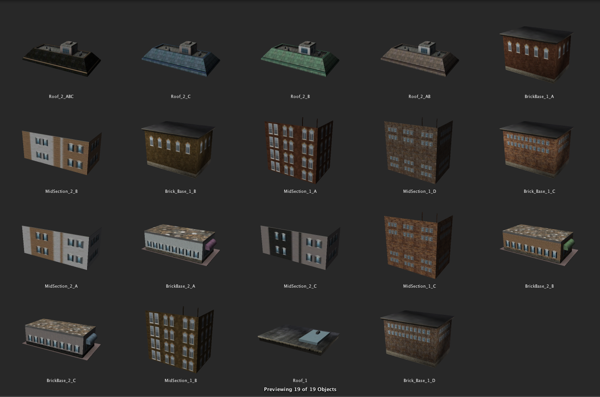 Roof_2_ABC
Roof_2_C
Roof_2_B
Roof_2_AB
BrickBase_1_A
MidSection_2_B
Brick_Base_1_B
MidSection_1_A
MidSection_1_D
Brick_Base_1_C
MidSection_2_A
BrickBase_2_A
MidSection_2_C
MidSection_1_C
BrickBase_2_B
BrickBase_2_C
MidSection_1_B
Roof_1
Brick_Base_1_D
Previewing 19 of 19 Objects